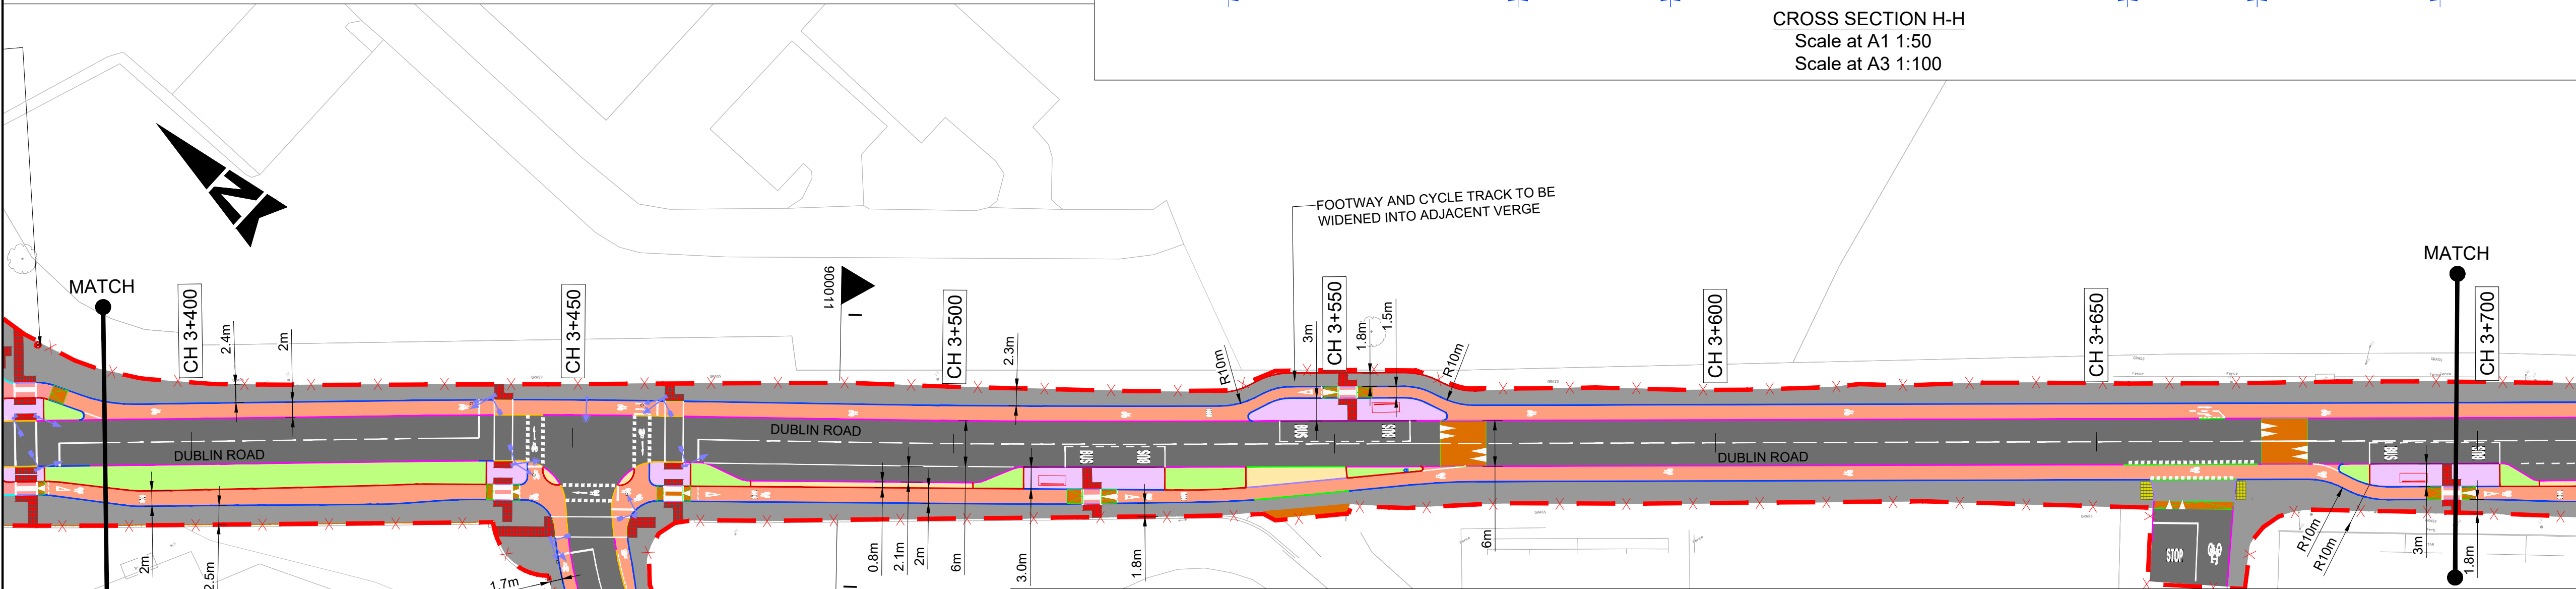 CROSS SECTION H-H
Scale at A1 1:50
Scale at A3 1:100
N
FOOTWAY AND CYCLE TRACK TO BE
WIDENED INTO ADJACENT VERGE
MATCH
MATCH
CH 3+400
CH 3+450
900011
I
CH 3+500
CH 3+550
CH 3+600
CH 3+650
CH 3+700
2.4m
2m
2.3m
R10m
3m
1.8m
1.5m
R10m
DUBLIN ROAD
DUBLIN ROAD
DUBLIN ROAD
BUS
BUS
BUS
BUS
BUS
BUS
STOP
2m
2.5m
1.7m
I
0.8m
2.1m
2m
6m
3.0m
1.8m
6m
R10m
R10m
3m
1.8m